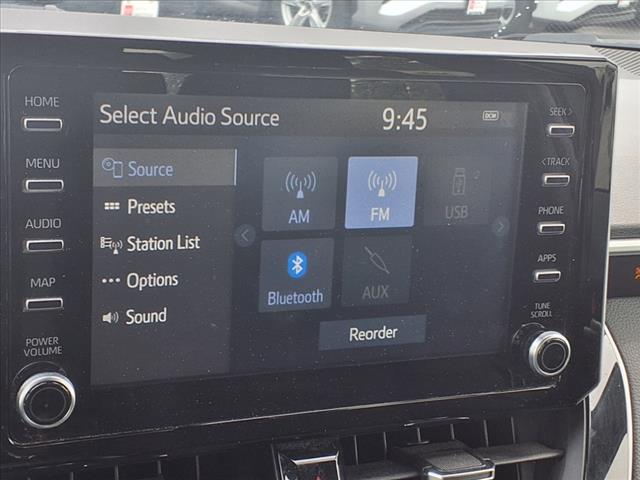 HOME
MENU
AUDIO
MAP
POWER
VOLUME
Select Audio Source
9:45
DCM
Source
Presets
Station List
Options
Sound
AM
FM
USB
Bluetooth
AUX
Reorder
SEEK >
< TRACK
PHONE
APPS
TUNE
SCROLL